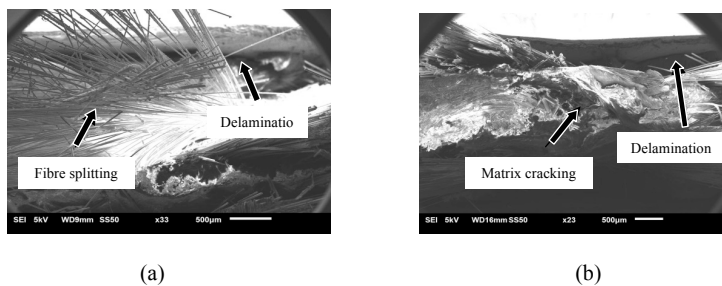 Delaminatio
Fibre splitting
SEI 5kV WD9mm SS50 x33 500µm
(a)
Delamination
Matrix cracking
SEI 5kV WD16mm SS50 x23 500µm
(b)